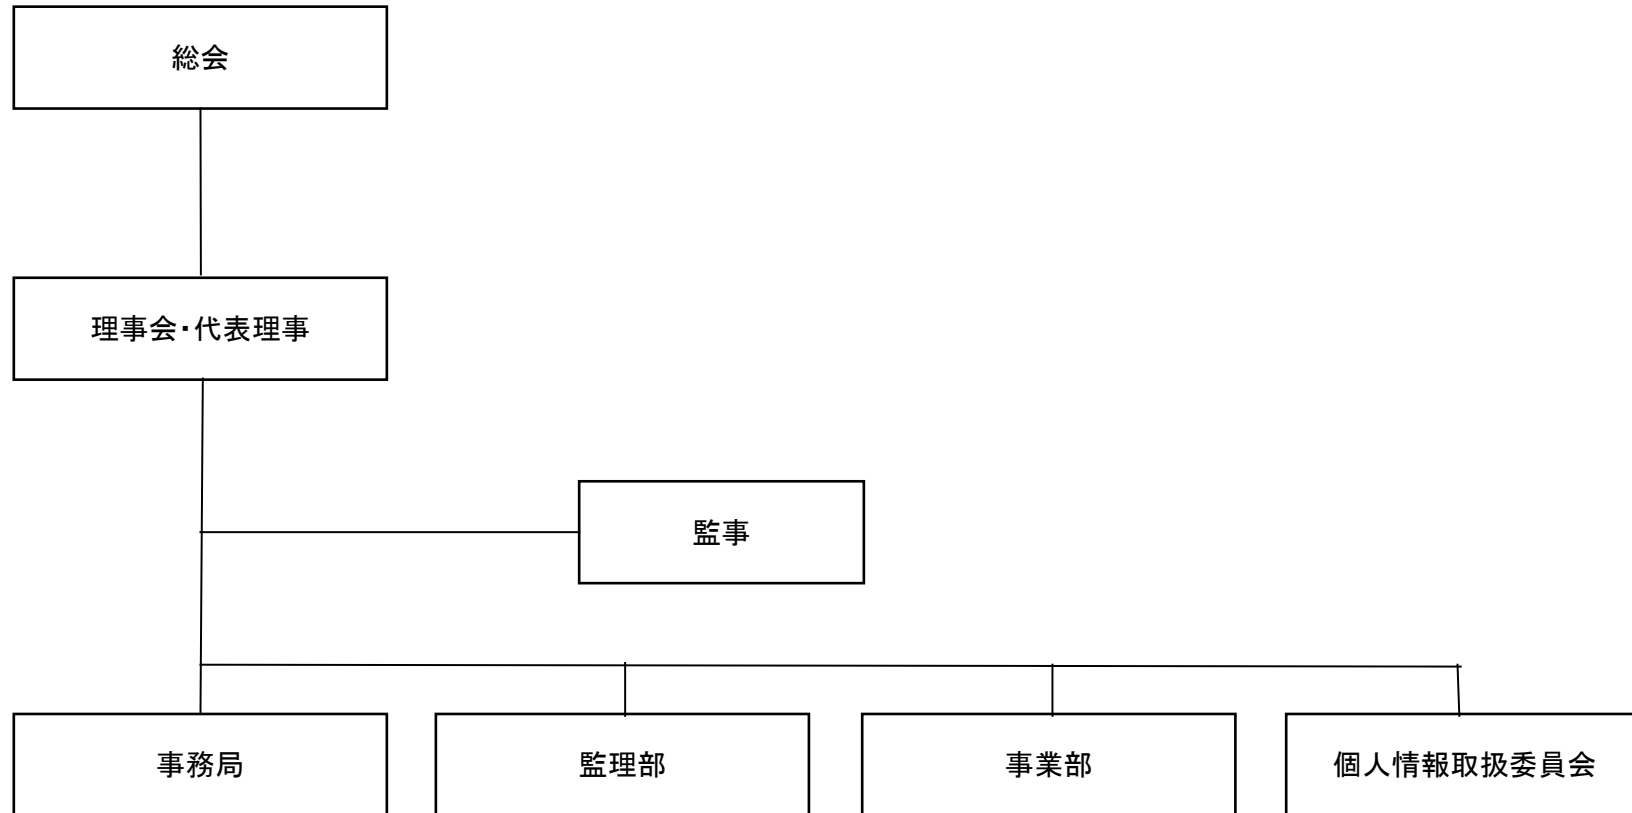 総会
理事会・代表理事
監事
事務局
監理部
事業部
個人情報取扱委員会